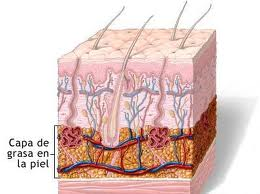 Capa de
grasa en
la piel